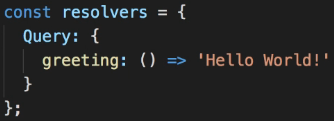 const resolvers = {
  Query: {
    greeting: () => 'Hello World!'
  }
};